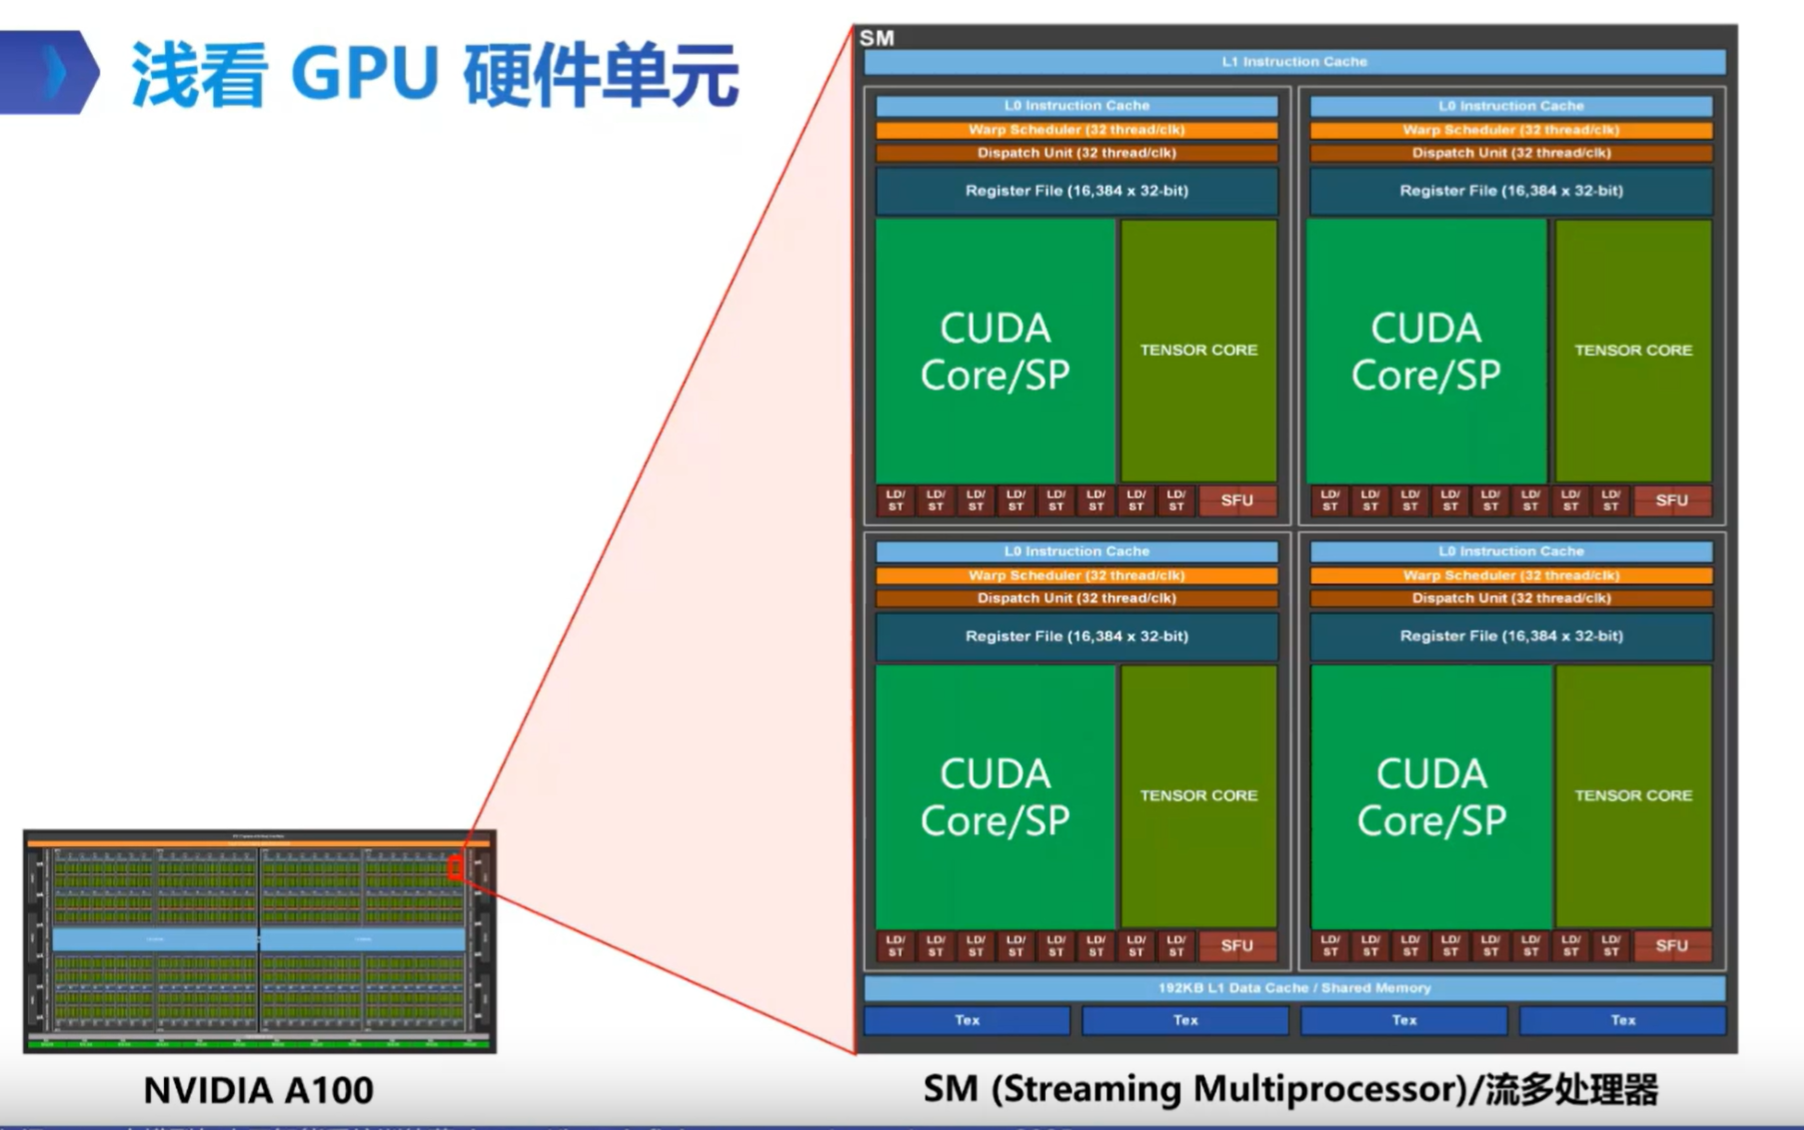 浅看 GPU 硬件单元
SM
L1 Instruction Cache
L0 Instruction Cache
Warp Scheduler (32 thread/clk)
Dispatch Unit (32 thread/clk)
Register File (16,384 x 32-bit)
CUDA
Core/SP
TENSOR CORE
LD/ LD/ LD/ LD/ LD/ LD/ LD/ LD/
ST ST ST ST ST ST ST ST
SFU
L0 Instruction Cache
Warp Scheduler (32 thread/clk)
Dispatch Unit (32 thread/clk)
Register File (16,384 x 32-bit)
CUDA
Core/SP
TENSOR CORE
LD/ LD/ LD/ LD/ LD/ LD/ LD/ LD/
ST ST ST ST ST ST ST ST
SFU
L0 Instruction Cache
Warp Scheduler (32 thread/clk)
Dispatch Unit (32 thread/clk)
Register File (16,384 x 32-bit)
CUDA
Core/SP
TENSOR CORE
LD/ LD/ LD/ LD/ LD/ LD/ LD/ LD/
ST ST ST ST ST ST ST ST
SFU
L0 Instruction Cache
Warp Scheduler (32 thread/clk)
Dispatch Unit (32 thread/clk)
Register File (16,384 x 32-bit)
CUDA
Core/SP
TENSOR CORE
LD/ LD/ LD/ LD/ LD/ LD/ LD/ LD/
ST ST ST ST ST ST ST ST
SFU
192KB L1 Data Cache / Shared Memory
Tex Tex Tex Tex
NVIDIA A100
SM (Streaming Multiprocessor)/流多处理器